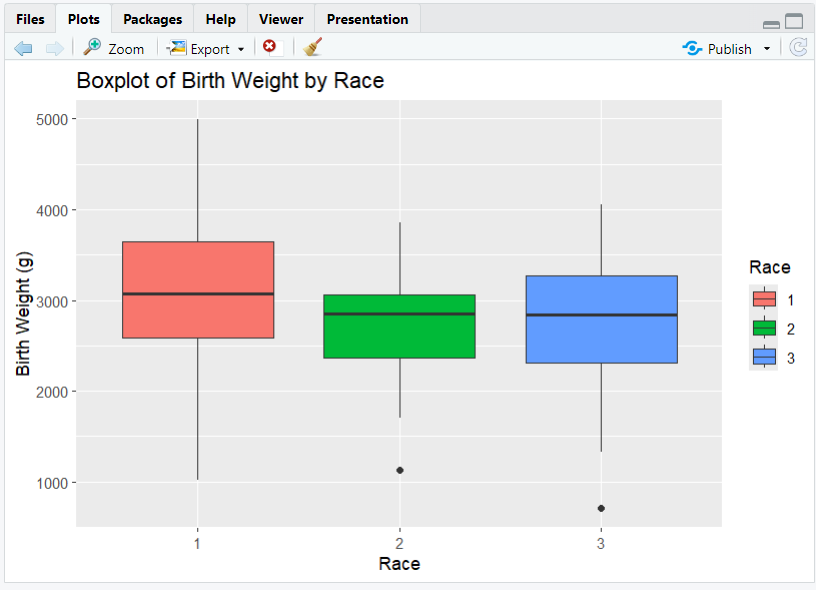 Files Plots Packages Help Viewer Presentation
Zoom Export Publish
Boxplot of Birth Weight by Race
5000
4000
3000
2000
1000
Birth Weight (g)
1 2 3
Race
Race
1
2
3